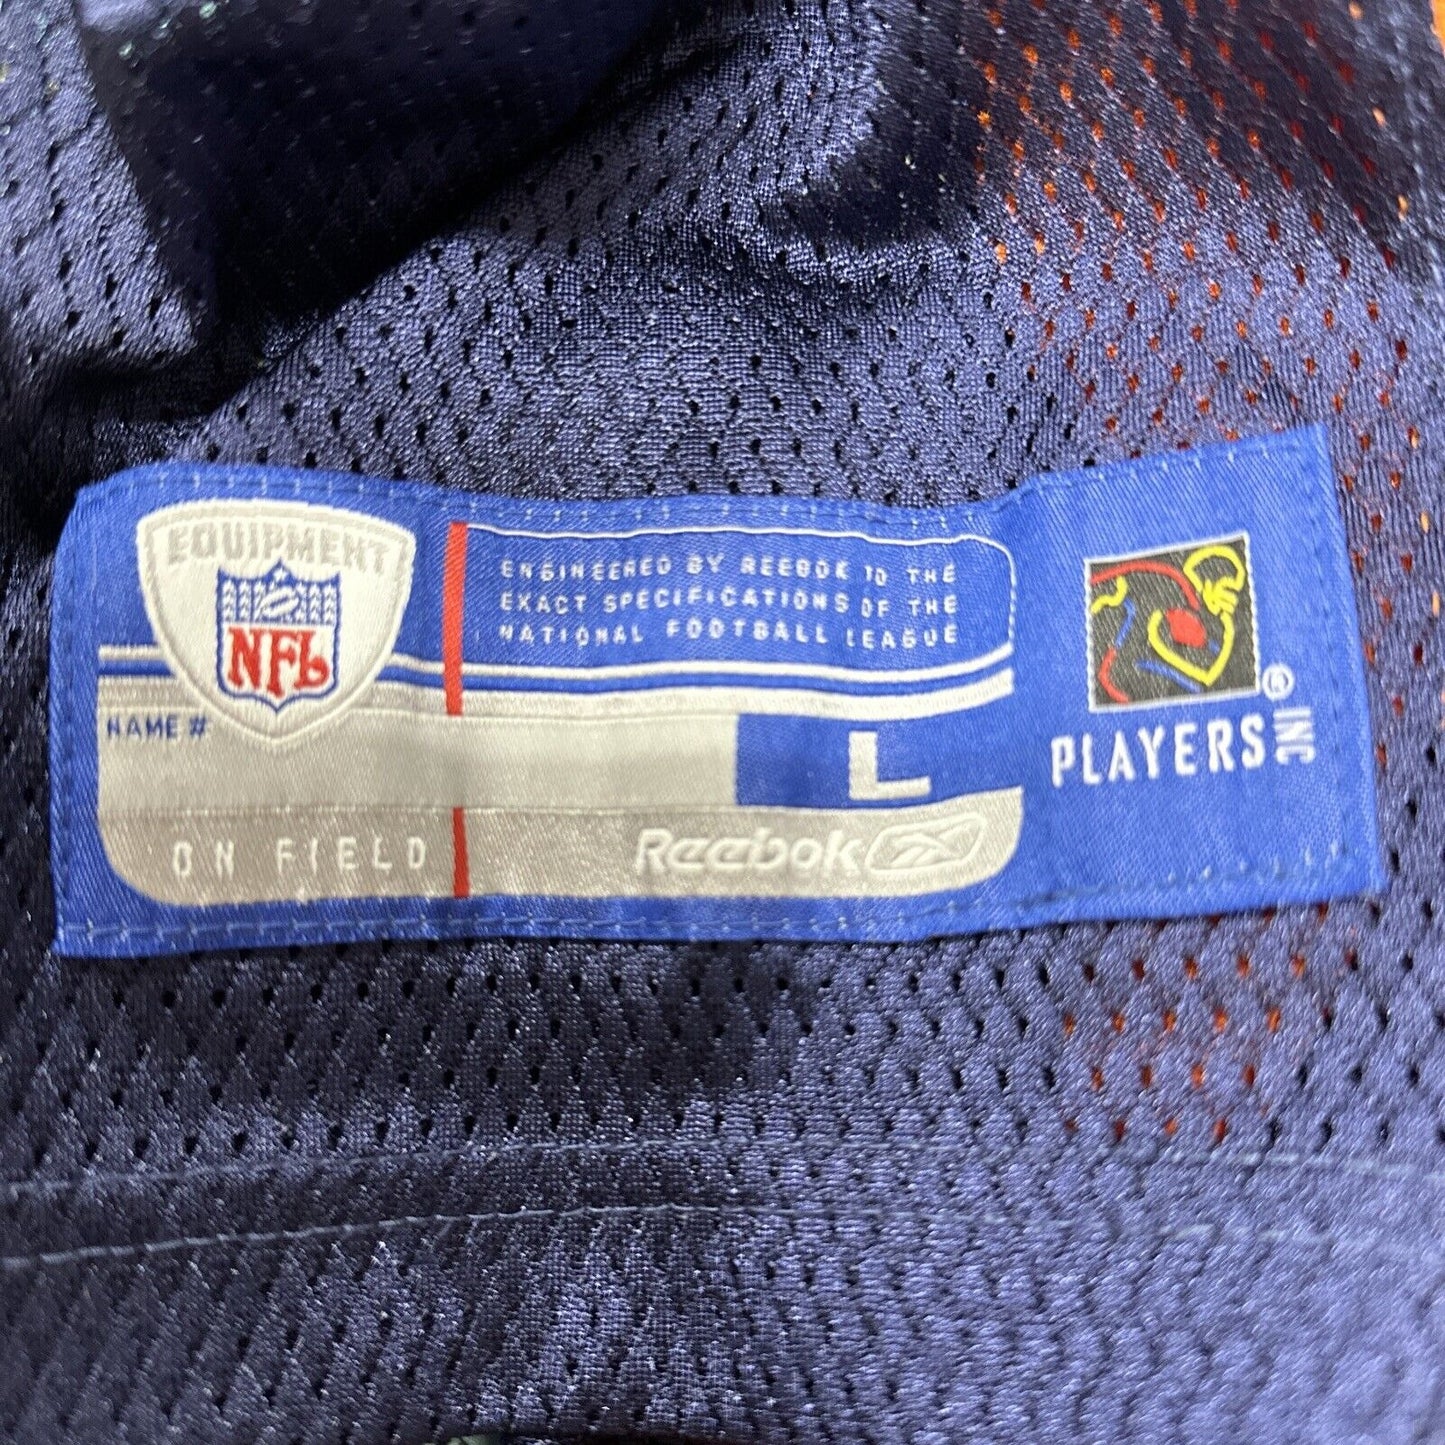 EQUIPMENT
NFL
ENGINEERED BY REEBOK TO THE
EXACT SPECIFICATIONS OF THE
NATIONAL FOOTBALL LEAGUE
NAME #
L
ON FIELD
Reebok
PLAYERS INC®